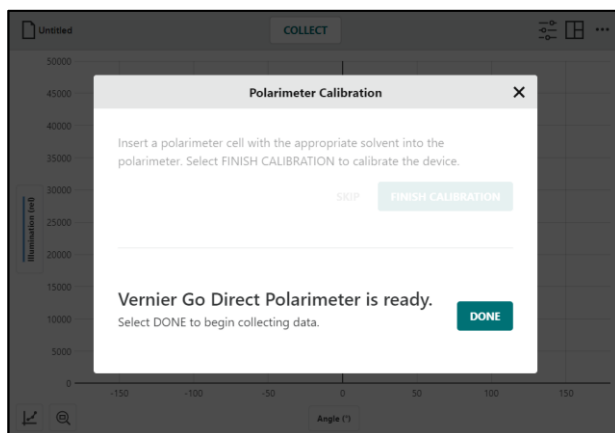 Untitled
COLLECT
50000
45000
Polarimeter Calibration
40000
Insert a polarimeter cell with the appropriate solvent into the
polarimeter. Select FINISH CALIBRATION to calibrate the device.
35000
30000
SKIP
FINISH CALIBRATION
Illumination (rel)
25000
20000
15000
Vernier Go Direct Polarimeter is ready.
Select DONE to begin collecting data.
DONE
10000
5000
0
-150
-100
-50
0
50
100
150
Angle (°)